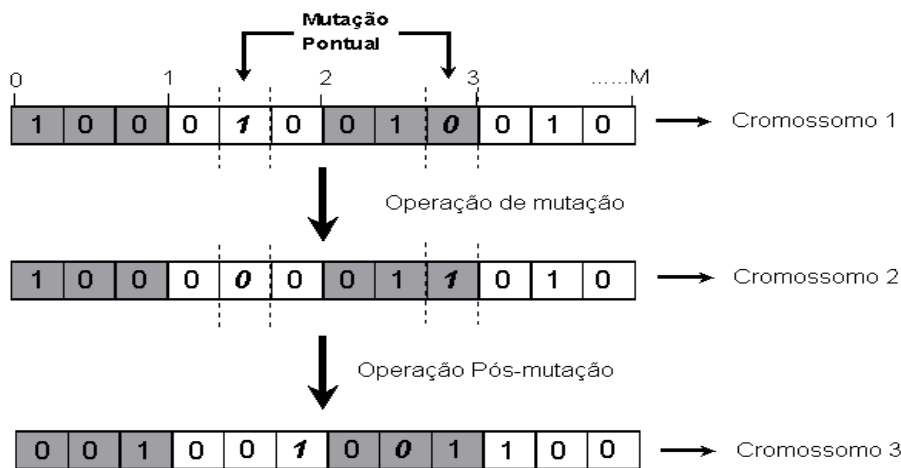 Mutação
Pontual
0 1 2 3 ......M
1 0 0 0 1 0 0 1 0 0 1 0
Cromossomo 1
Operação de mutação
1 0 0 0 0 0 0 1 1 0 1 0
Cromossomo 2
Operação Pós-mutação
0 0 1 0 0 1 0 0 1 1 0 0
Cromossomo 3